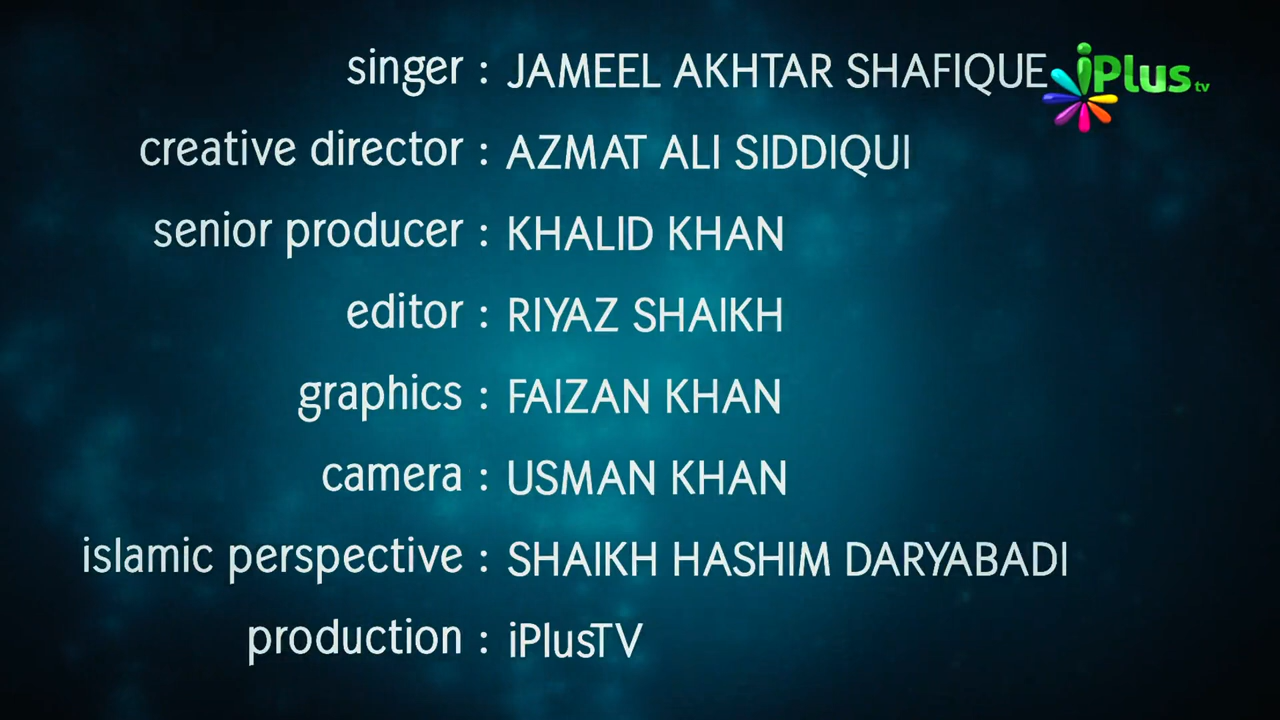 singer : JAMEEL AKHTAR SHAFIQUE
iPlus tv
creative director : AZMAT ALI SIDDIQUI
senior producer : KHALID KHAN
editor : RIYAZ SHAIKH
graphics : FAIZAN KHAN
camera : USMAN KHAN
islamic perspective : SHAIKH HASHIM DARYABADI
production : iPlusTV